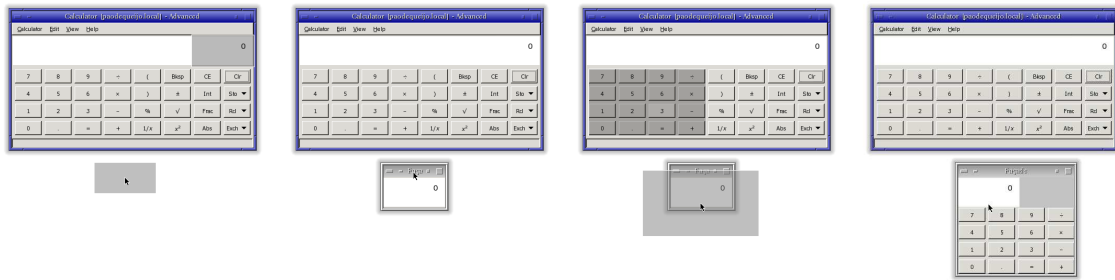 Calculator [paodequeijo.local] - Advanced
Calculator Edit View Help
0
7 8 9 ÷ ( Bksp CE Clr
4 5 6 × ) ± Int Sto
1 2 3 - % √ Frac Rcl
0 . = + 1/x x² Abs Exch
Calculator [paodequeijo.local] - Advanced
Calculator Edit View Help
0
7 8 9 ÷ ( Bksp CE Clr
4 5 6 × ) ± Int Sto
1 2 3 - % √ Frac Rcl
0 . = + 1/x x² Abs Exch
0
Calculator [paodequeijo.local] - Advanced
Calculator Edit View Help
0
7 8 9 ÷ ( Bksp CE Clr
4 5 6 × ) ± Int Sto
1 2 3 - % √ Frac Rcl
0 . = + 1/x x² Abs Exch
0
Calculator [paodequeijo.local] - Advanced
Calculator Edit View Help
0
7 8 9 ÷ ( Bksp CE Clr
4 5 6 × ) ± Int Sto
1 2 3 - % √ Frac Rcl
0 . = + 1/x x² Abs Exch
0
7 8 9 ÷
4 5 6 ×
1 2 3 -
0 . = +